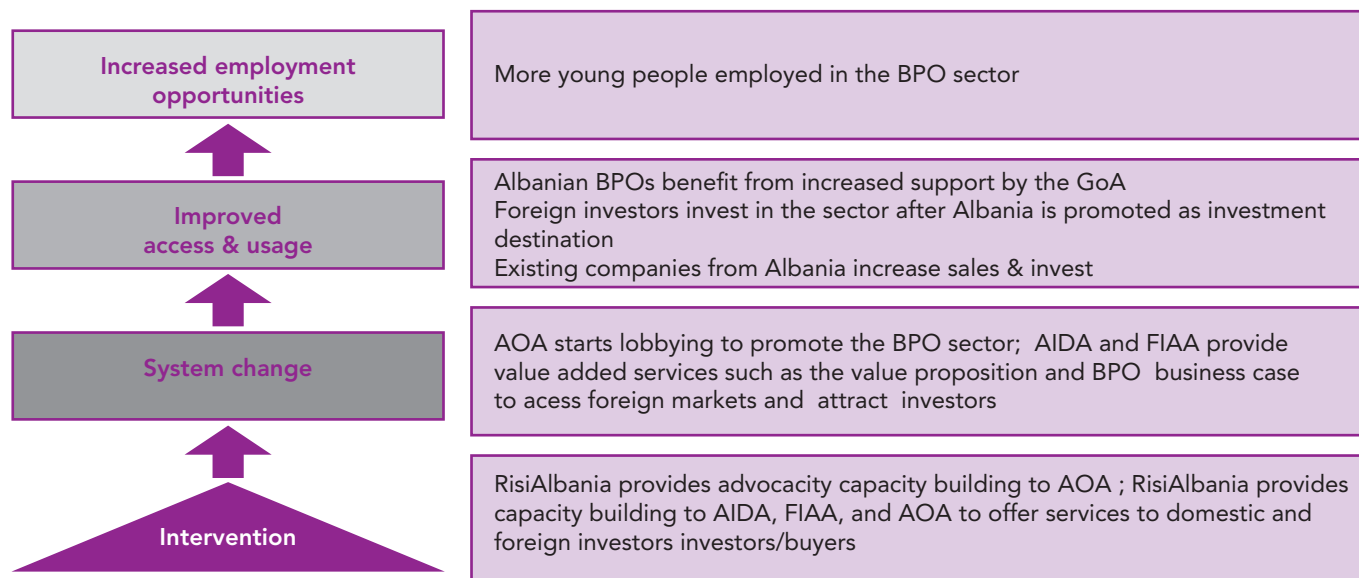 Increased employment
opportunities
More young people employed in the BPO sector
Improved
access & usage
Albanian BPOs benefit from increased support by the GoA
Foreign investors invest in the sector after Albania is promoted as investment
destination
Existing companies from Albania increase sales & invest
System change
AOA starts lobbying to promote the BPO sector; AIDA and FIAA provide
value added services such as the value proposition and BPO business case
to acess foreign markets and attract investors
Intervention
RisiAlbania provides advocacity capacity building to AOA ; RisiAlbania provides
capacity building to AIDA, FIAA, and AOA to offer services to domestic and
foreign investors investors/buyers